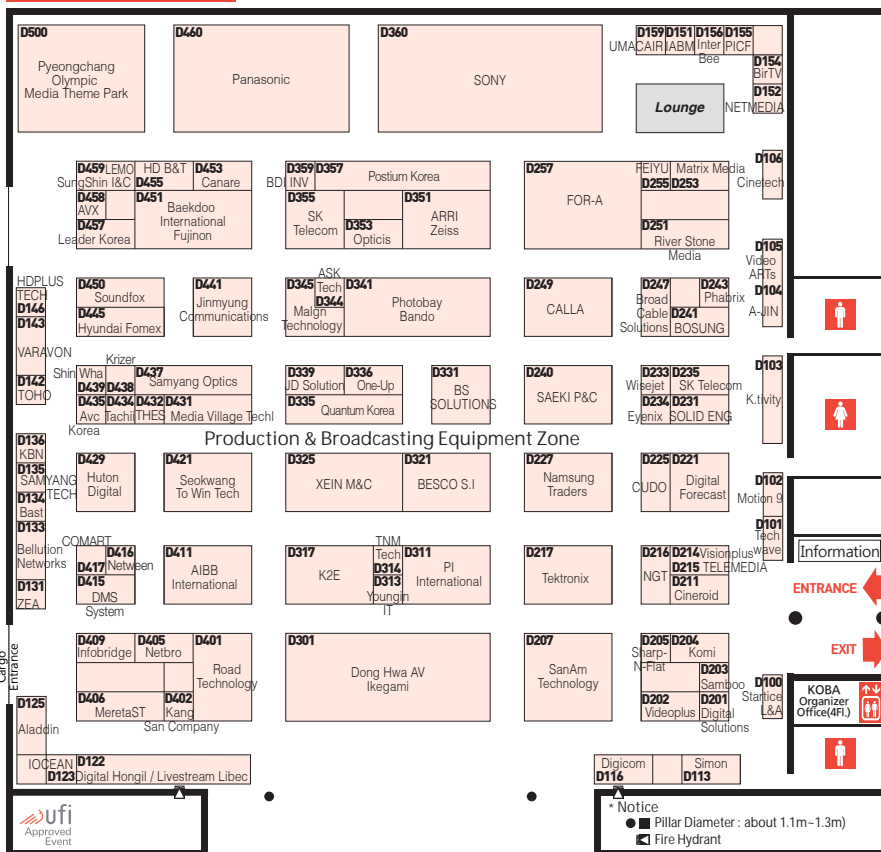 D500
Pyeongchang
Olympic
Media Theme Park
D460
Panasonic
D360
SONY
D159 D151 D156 D155
UMACAIR IABM Inter
Bee
PICF
D154
BirTV
D152
NETMEDIA
Lounge
D459 LEMO
SungShin I&C
HD B&T
D455
D453
Canare
D458
AVX
D457
Leader Korea
D451
Baekdoo
International
Fujinon
D359
BDI INV
D357
Postium Korea
D355
SK
Telecom
D353
Opticis
D351
ARRI
Zeiss
D257
FOR-A
FEIYU
D255
Matrix Media
D253
D251
River Stone
Media
D106
Cinetech
D105
Video
ARTs
D104
A-JIN
HDPLUS
TECH
D146
D143
VARAVON
D142
TOHO
D450
Soundfox
D445
Hyundai Fomex
D441
Jinmyung
Communications
D345
Malgn
Technology
ASK
Tech
D344
D341
Photobay
Bando
D249
CALLA
D247
Broad
Cable
Solutions
D243
Phabrix
D241
BOSUNG
Shin Wha
D439
Krizer
D438
D437
Samyang Optics
D435
Avc
Korea
D434
Tachii
D432
THES
D431
Media Village Techl
D339
JD Solution
D336
One-Up
D335
Quantum Korea
D331
BS
SOLUTIONS
D240
SAEKI P&C
D233
Wisejet
D235
SK Telecom
D234
Eyenix
D231
SOLID ENG
D103
K.tivity
Production & Broadcasting Equipment Zone
D136
KBN
D135
SAMYANG
TECH
D134
Bast
D133
Bellution
Networks
D131
ZEA
D429
Huton
Digital
D421
Seokwang
To Win Tech
D325
XEIN M&C
D321
BESCO S.I
D227
Namsung
Traders
D225
CUDO
D221
Digital
Forecast
D102
Motion 9
D101
Tech
wave
COMART
D417
D416
Netween
D415
DMS
System
D411
AIBB
International
D317
K2E
TNM
Tech
D314
D313
Youngin
IT
D311
PI
International
D217
Tektronix
D216
NGT
D214 Visionplus
D215 TELEMEDIA
D211
Cineroid
Information
ENTRANCE
EXIT
Cargo
Entrance
D409
Infobridge
D405
Netbro
D401
Road
Technology
D406
MeretaST
D402
Kang
San Company
D301
Dong Hwa AV
Ikegami
D207
SanAm
Technology
D205
Sharp-
N-Flat
D204
Komi
D203
Samboo
D202
Videoplus
D201
Digital
Solutions
D100
Startice
L&A
KOBA
Organizer
Office(4Fl.)
D125
Aladdin
IOCEAN
D123
D122
Digital Hongil / Livestream Libec
Digicom
D116
Simon
D113
ufi
Approved
Event
* Notice
Pillar Diameter : about 1.1m~1.3m)
Fire Hydrant